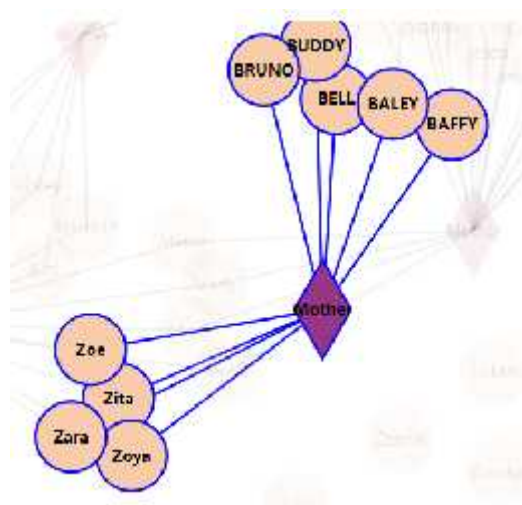 BUDDY
BRUNO
BELL
BALEY
BAFFY
Mother
Zoe
Zita
Zara
Zoya